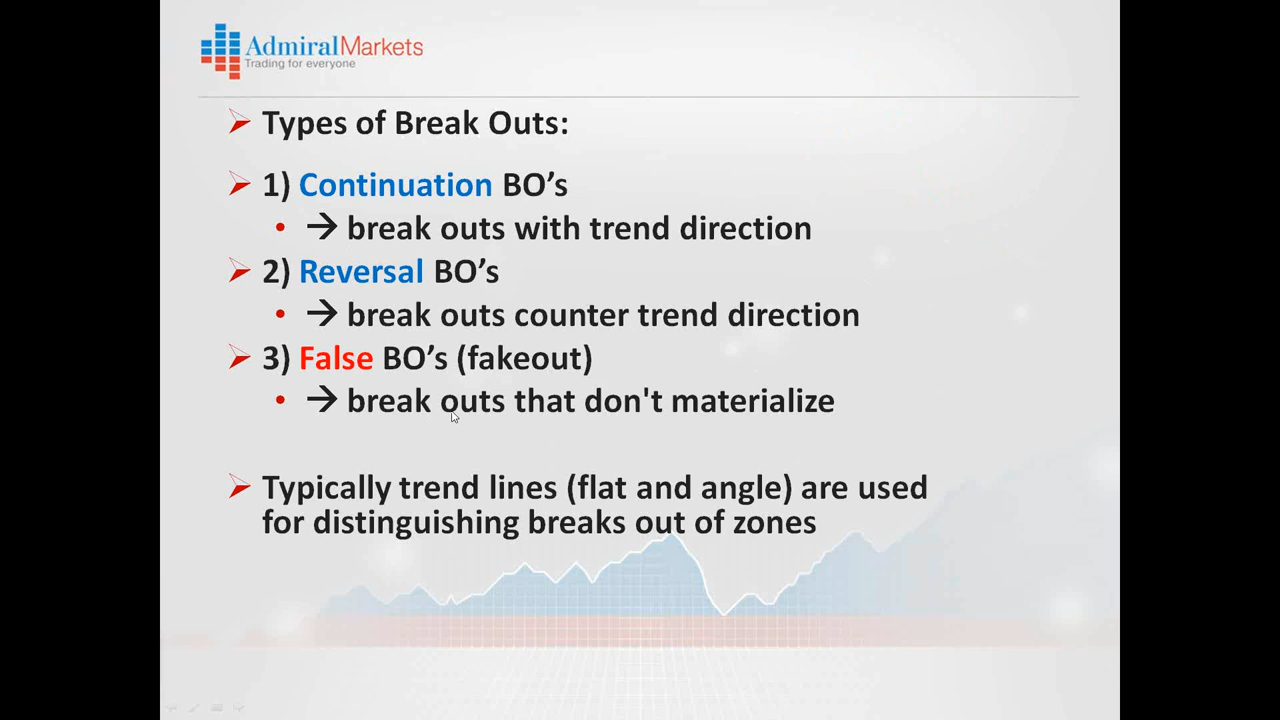 AdmiralMarkets
Trading for everyone
Types of Break Outs:
1) Continuation BO’s
→ break outs with trend direction
2) Reversal BO’s
→ break outs counter trend direction
3) False BO’s (fakeout)
→ break outs that don't materialize
Typically trend lines (flat and angle) are used
for distinguishing breaks out of zones